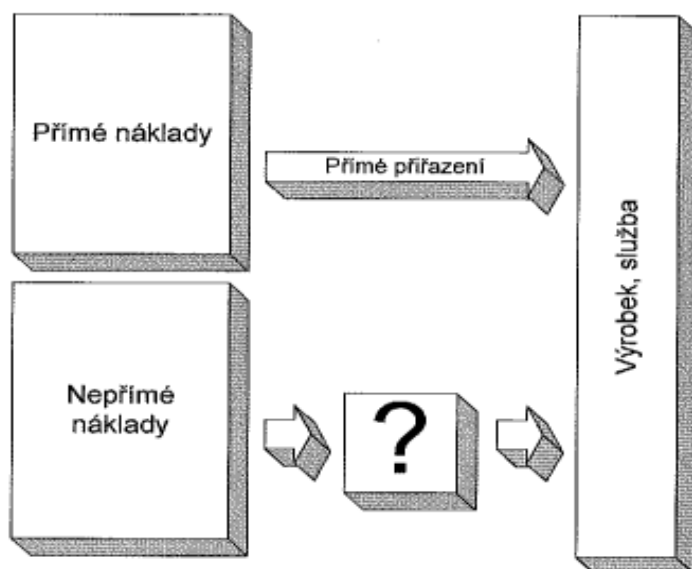 Přímé náklady
Přímé přiřazení
Nepřímé
náklady
?
Výrobek, služba